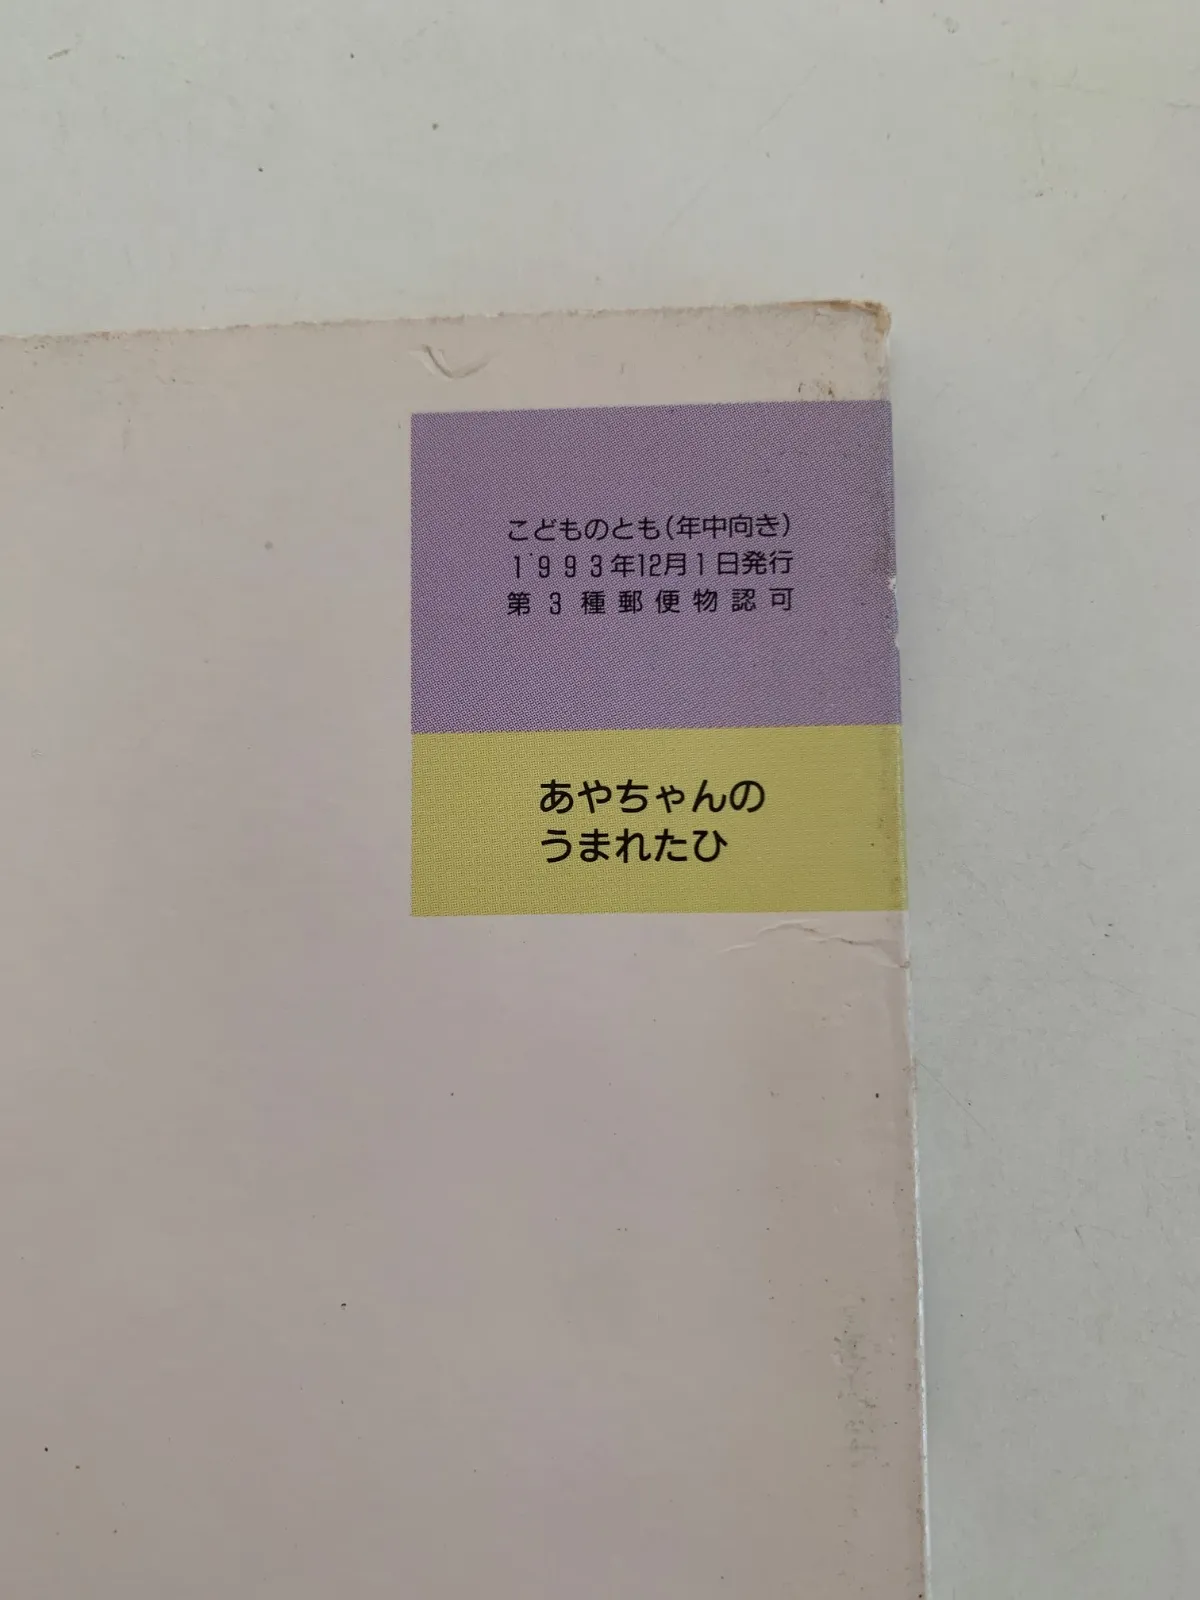 こどものとも(年中向き)
1993年12月1日発行
第3種郵便物認可
あやちゃんの
うまれたひ